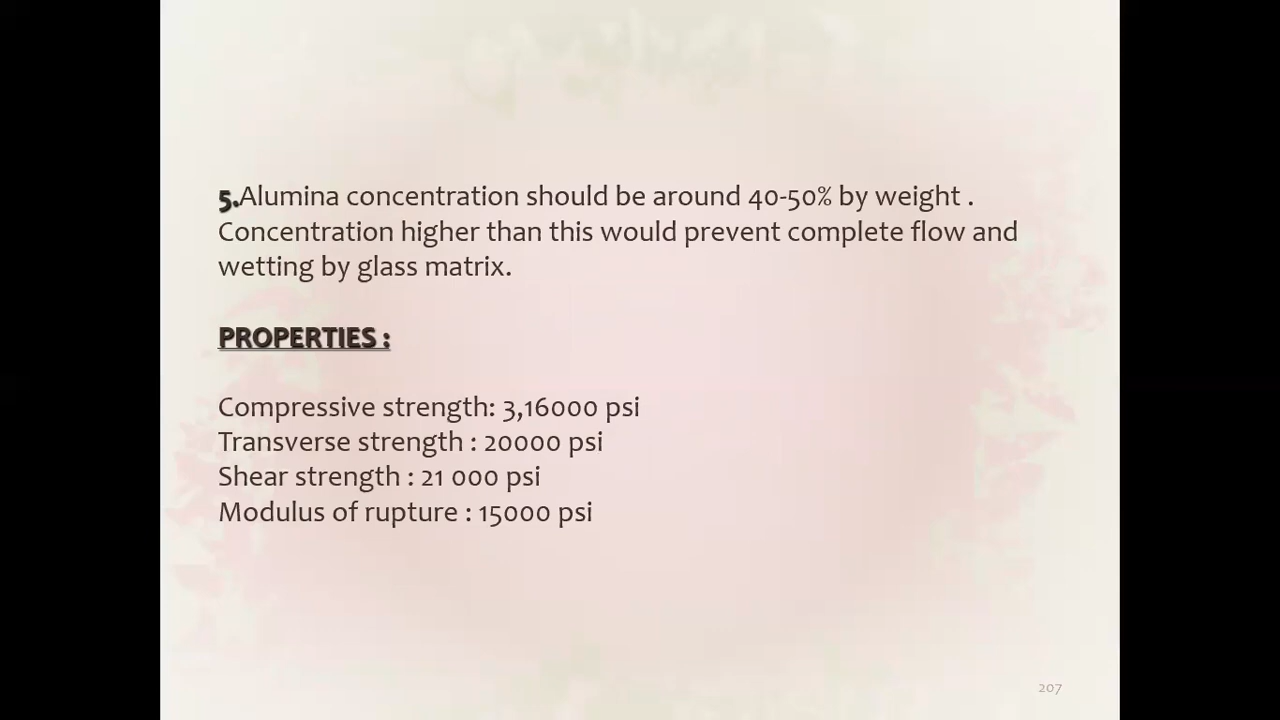 5.Alumina concentration should be around 40-50% by weight .
Concentration higher than this would prevent complete flow and
wetting by glass matrix.
PROPERTIES :
Compressive strength: 3,16000 psi
Transverse strength : 20000 psi
Shear strength : 21 000 psi
Modulus of rupture : 15000 psi
207